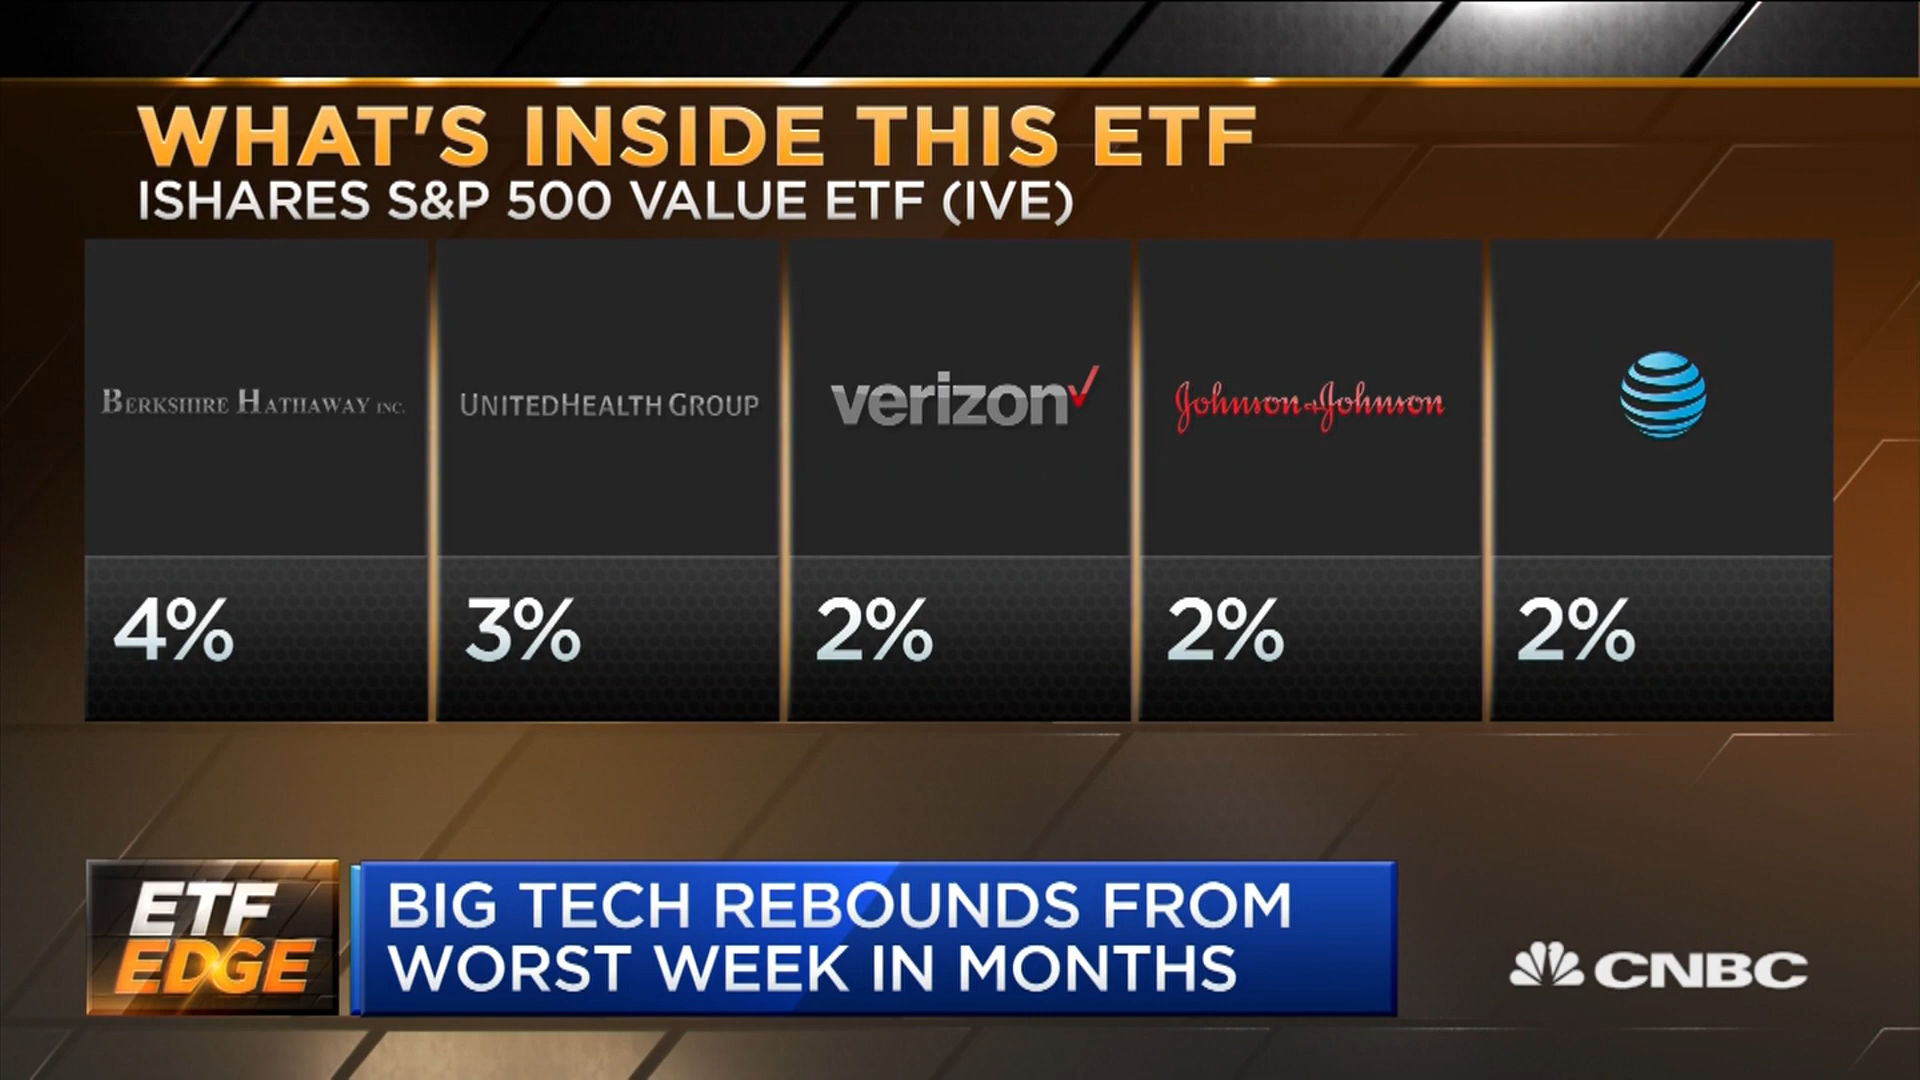 WHAT'S INSIDE THIS ETF
ISHARES S&P 500 VALUE ETF (IVE)
BERKSHIRE HATHAWAY INC.
UNITEDHEALTH GROUP
verizon
Johnson+Johnson
4%
3%
2%
2%
2%
ETF
EDGE
BIG TECH REBOUNDS FROM
WORST WEEK IN MONTHS
CNBC